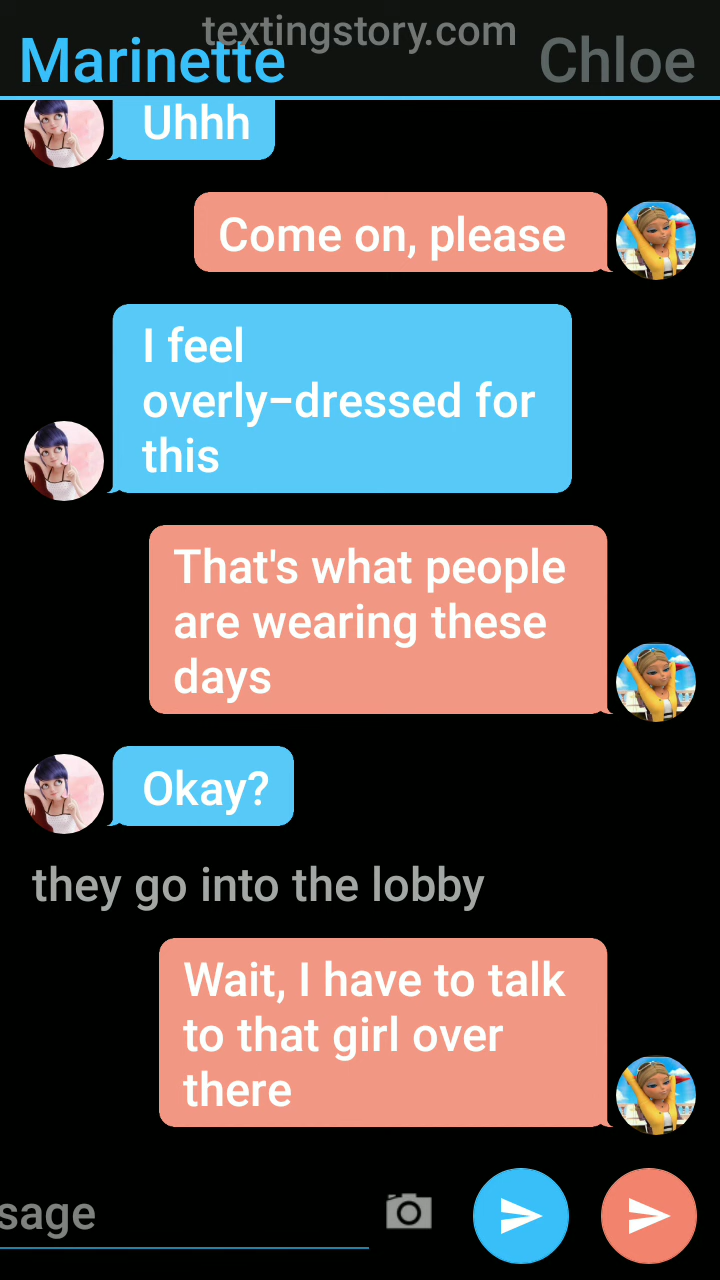 textingstory.com
Marinette Chloe
Uhhh
Come on, please
I feel
overly-dressed for
this
That's what people
are wearing these
days
Okay?
they go into the lobby
Wait, I have to talk
to that girl over
there
sage